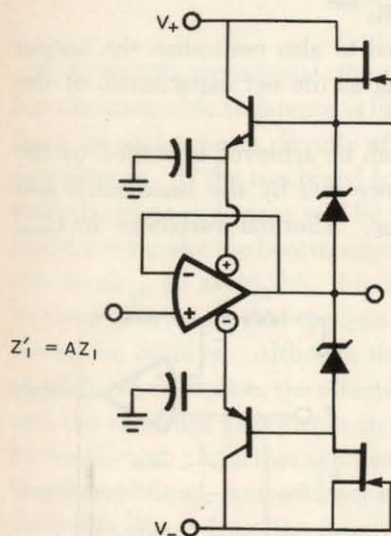 V+
+
-
+
-
Z'₁ = AZ₁
V-